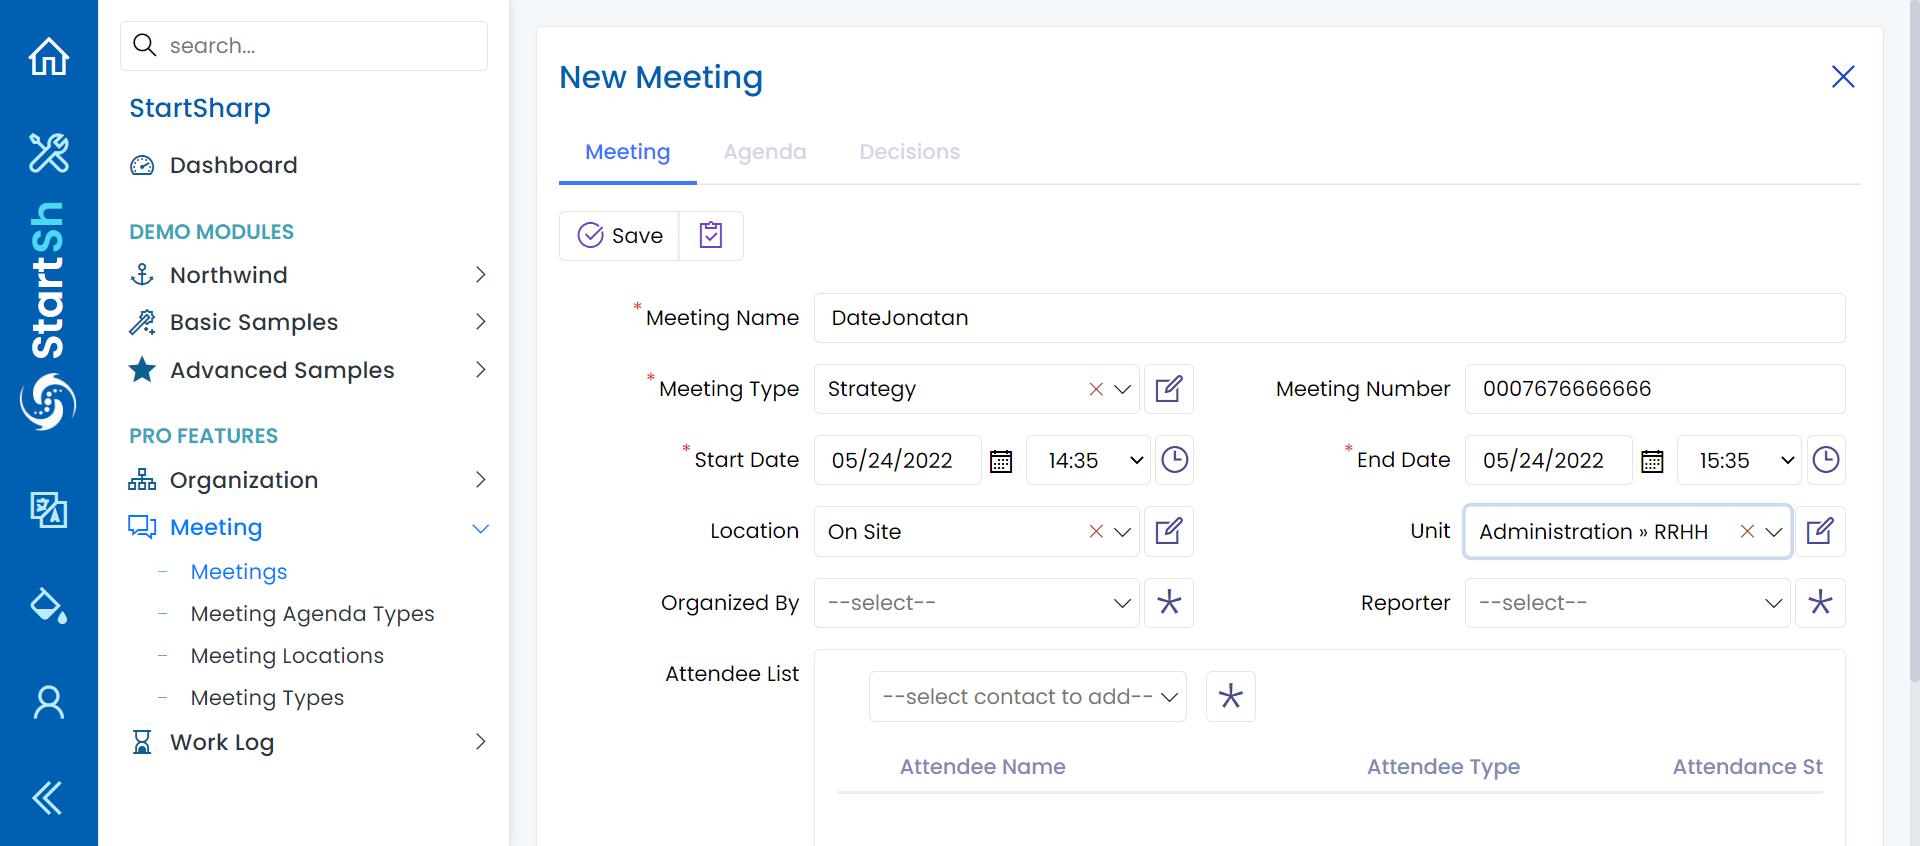 search...
StartSharp
Dashboard
DEMO MODULES
Northwind
Basic Samples
Advanced Samples
PRO FEATURES
Organization
Meeting
Meetings
Meeting Agenda Types
Meeting Locations
Meeting Types
Work Log
StartSh
New Meeting
Meeting Agenda Decisions
Save
* Meeting Name DateJonatan
* Meeting Type Strategy Meeting Number 0007676666666
* Start Date 05/24/2022 14:35 * End Date 05/24/2022 15:35
Location On Site Unit Administration » RRHH
Organized By --select-- Reporter --select--
Attendee List --select contact to add--
Attendee Name Attendee Type Attendance St